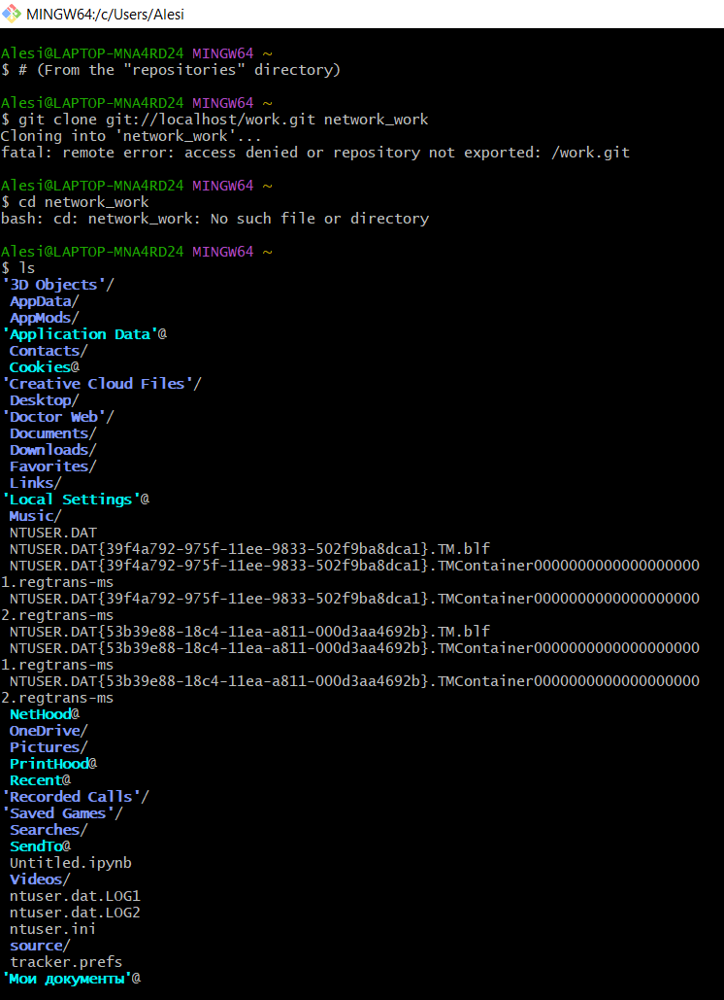 MINGW64:/c/Users/Alesi
Alesi@LAPTOP-MNA4RD24 MINGW64 ~
$ # (From the "repositories" directory)
Alesi@LAPTOP-MNA4RD24 MINGW64 ~
$ git clone git://localhost/work.git network_work
Cloning into 'network_work'...
fatal: remote error: access denied or repository not exported: /work.git
Alesi@LAPTOP-MNA4RD24 MINGW64 ~
$ cd network_work
bash: cd: network_work: No such file or directory
Alesi@LAPTOP-MNA4RD24 MINGW64 ~
$ ls
'3D Objects'/
AppData/
AppMods/
'Application Data'@
Contacts/
Cookies@
'Creative Cloud Files'/
Desktop/
'Doctor Web'/
Documents/
Downloads/
Favorites/
Links/
'Local Settings'@
Music/
NTUSER.DAT
NTUSER.DAT{39f4a792-975f-11ee-9833-502f9ba8dca1}.TM.blf
NTUSER.DAT{39f4a792-975f-11ee-9833-502f9ba8dca1}.TMContainer0000000000000000000
1.regtrans-ms
NTUSER.DAT{39f4a792-975f-11ee-9833-502f9ba8dca1}.TMContainer0000000000000000000
2.regtrans-ms
NTUSER.DAT{53b39e88-18c4-11ea-a811-000d3aa4692b}.TM.blf
NTUSER.DAT{53b39e88-18c4-11ea-a811-000d3aa4692b}.TMContainer0000000000000000000
1.regtrans-ms
NTUSER.DAT{53b39e88-18c4-11ea-a811-000d3aa4692b}.TMContainer0000000000000000000
2.regtrans-ms
NetHood@
OneDrive/
Pictures/
PrintHood@
Recent@
'Recorded Calls'/
'Saved Games'/
Searches/
SendTo@
Untitled.ipynb
Videos/
ntuser.dat.LOG1
ntuser.dat.LOG2
ntuser.ini
source/
tracker.prefs
'Мои документы'@